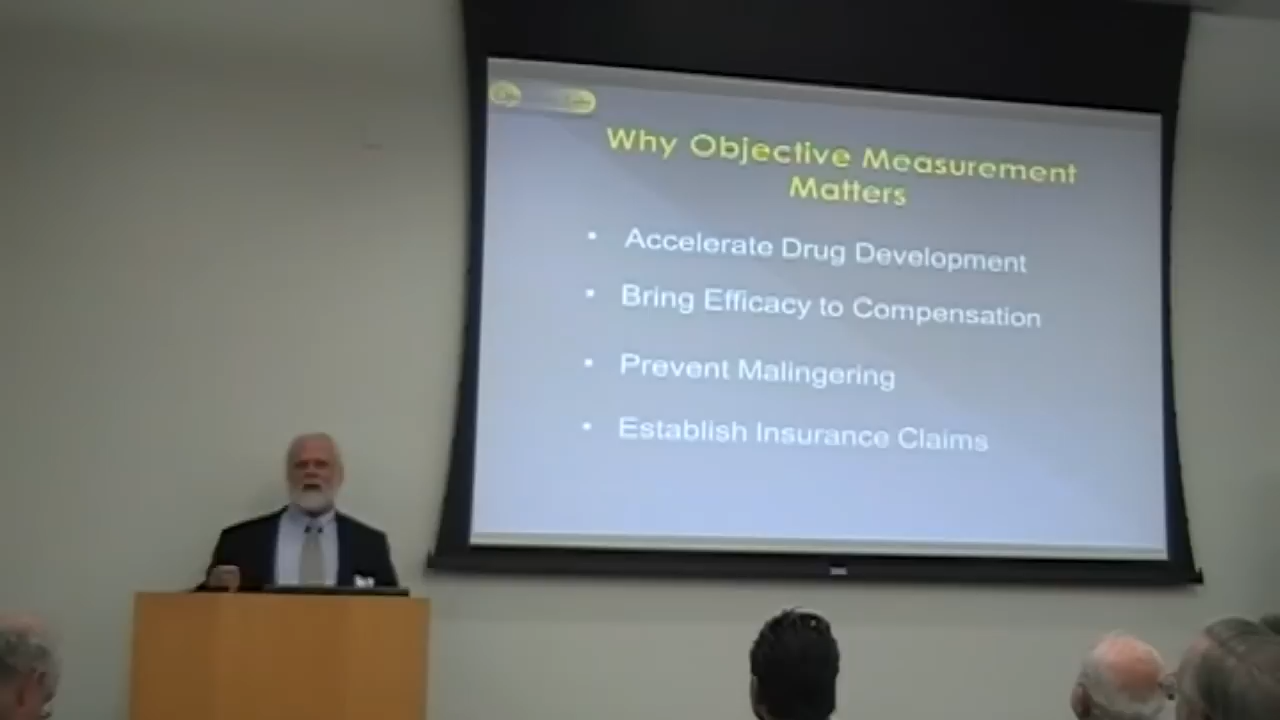 Why Objective Measurement
Matters
• Accelerate Drug Development
• Bring Efficacy to Compensation
• Prevent Malingering
• Establish Insurance Claims